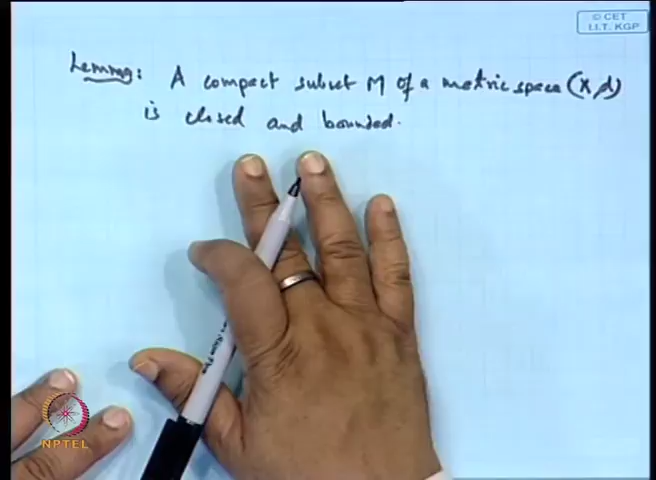 © CET
I.I.T. KGP
Lemma: A compact subset M of a metric space (X, d)
is closed and bounded.
NPTEL